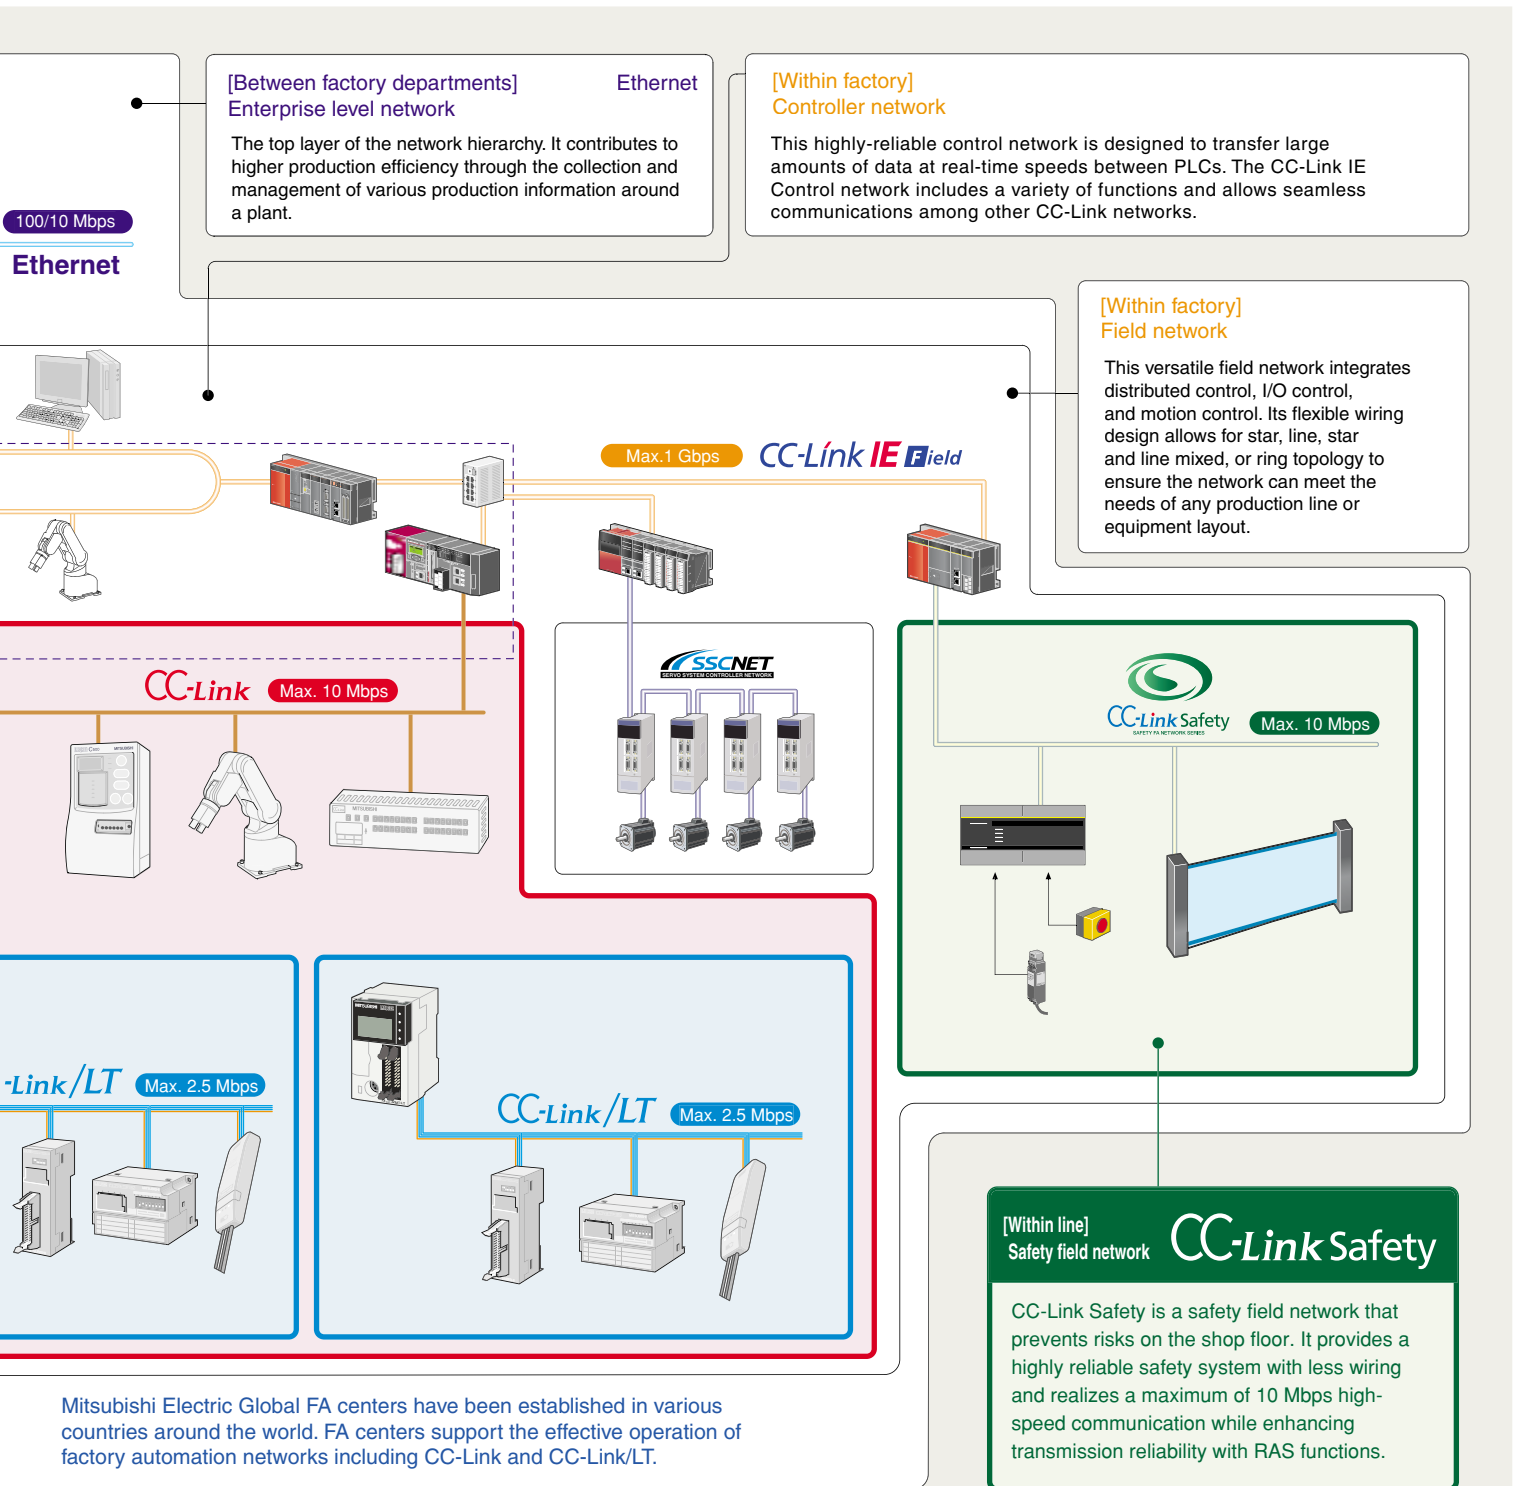 [Between factory departments] Ethernet
Enterprise level network
The top layer of the network hierarchy. It contributes to
higher production efficiency through the collection and
management of various production information around
a plant.
[Within factory]
Controller network
This highly-reliable control network is designed to transfer large
amounts of data at real-time speeds between PLCs. The CC-Link IE
Control network includes a variety of functions and allows seamless
communications among other CC-Link networks.
100/10 Mbps
Ethernet
[Within factory]
Field network
This versatile field network integrates
distributed control, I/O control,
and motion control. Its flexible wiring
design allows for star, line, star
and line mixed, or ring topology to
ensure the network can meet the
needs of any production line or
equipment layout.
Max.1 Gbps CC-Link IE Field
SSCNET
SERVO SYSTEM CONTROLLER NETWORK
CC-Link Max. 10 Mbps
CC-Link Safety Max. 10 Mbps
SAFETY FA NETWORK SERIES
MITSUBISHI
MITSUBISHI
MITSUBISHI
-Link/LT Max. 2.5 Mbps
CC-Link/LT Max. 2.5 Mbps
[Within line]
Safety field network CC-Link Safety
CC-Link Safety is a safety field network that
prevents risks on the shop floor. It provides a
highly reliable safety system with less wiring
and realizes a maximum of 10 Mbps high-
speed communication while enhancing
transmission reliability with RAS functions.
Mitsubishi Electric Global FA centers have been established in various
countries around the world. FA centers support the effective operation of
factory automation networks including CC-Link and CC-Link/LT.